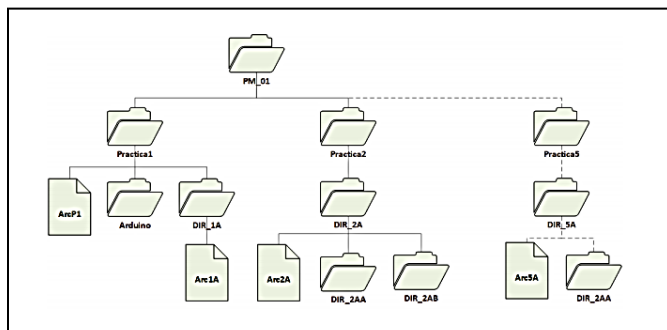 PM_01
Practica1
Practica2
Practica5
ArcP1
Arduino
DIR_1A
DIR_2A
DIR_5A
Arc1A
Arc2A
DIR_2AA
DIR_2AB
Arc5A
DIR_2AA